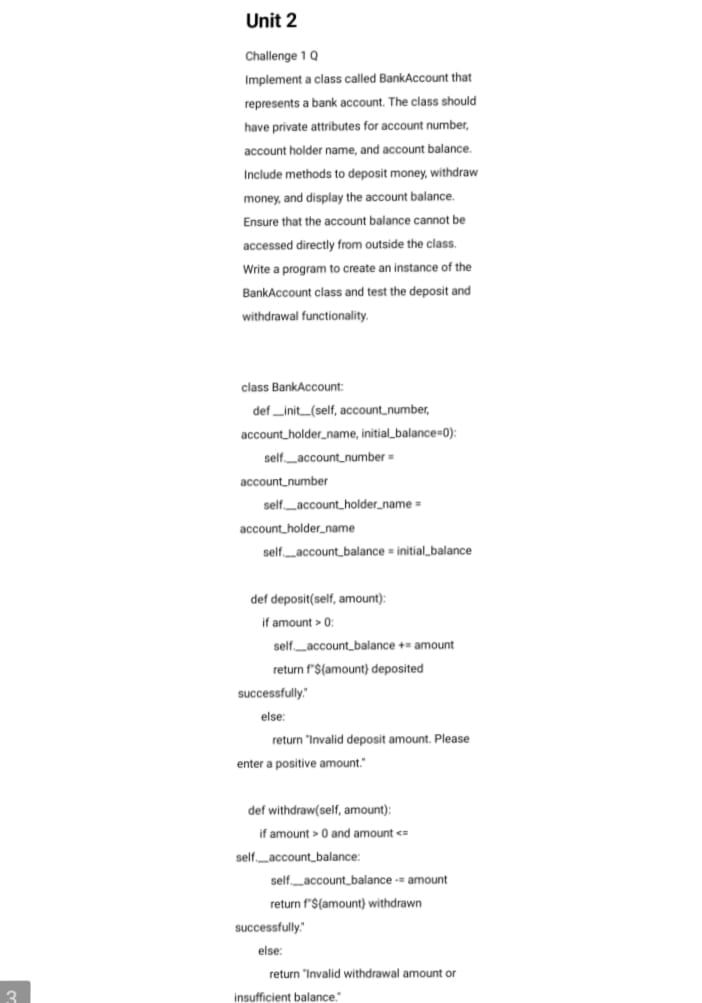 Unit 2
Challenge 1 Q
Implement a class called BankAccount that
represents a bank account. The class should
have private attributes for account number,
account holder name, and account balance.
Include methods to deposit money, withdraw
money, and display the account balance.
Ensure that the account balance cannot be
accessed directly from outside the class.
Write a program to create an instance of the
BankAccount class and test the deposit and
withdrawal functionality.
class BankAccount:
def __init__(self, account_number,
account_holder_name, initial_balance=0):
self.__account_number =
account_number
self.__account_holder_name =
account_holder_name
self.__account_balance = initial_balance
def deposit(self, amount):
if amount > 0:
self.__account_balance += amount
return f"${amount} deposited
successfully."
else:
return "Invalid deposit amount. Please
enter a positive amount."
def withdraw(self, amount):
if amount > 0 and amount <=
self.__account_balance:
self.__account_balance -= amount
return f"${amount} withdrawn
successfully."
else:
return "Invalid withdrawal amount or
insufficient balance."
3